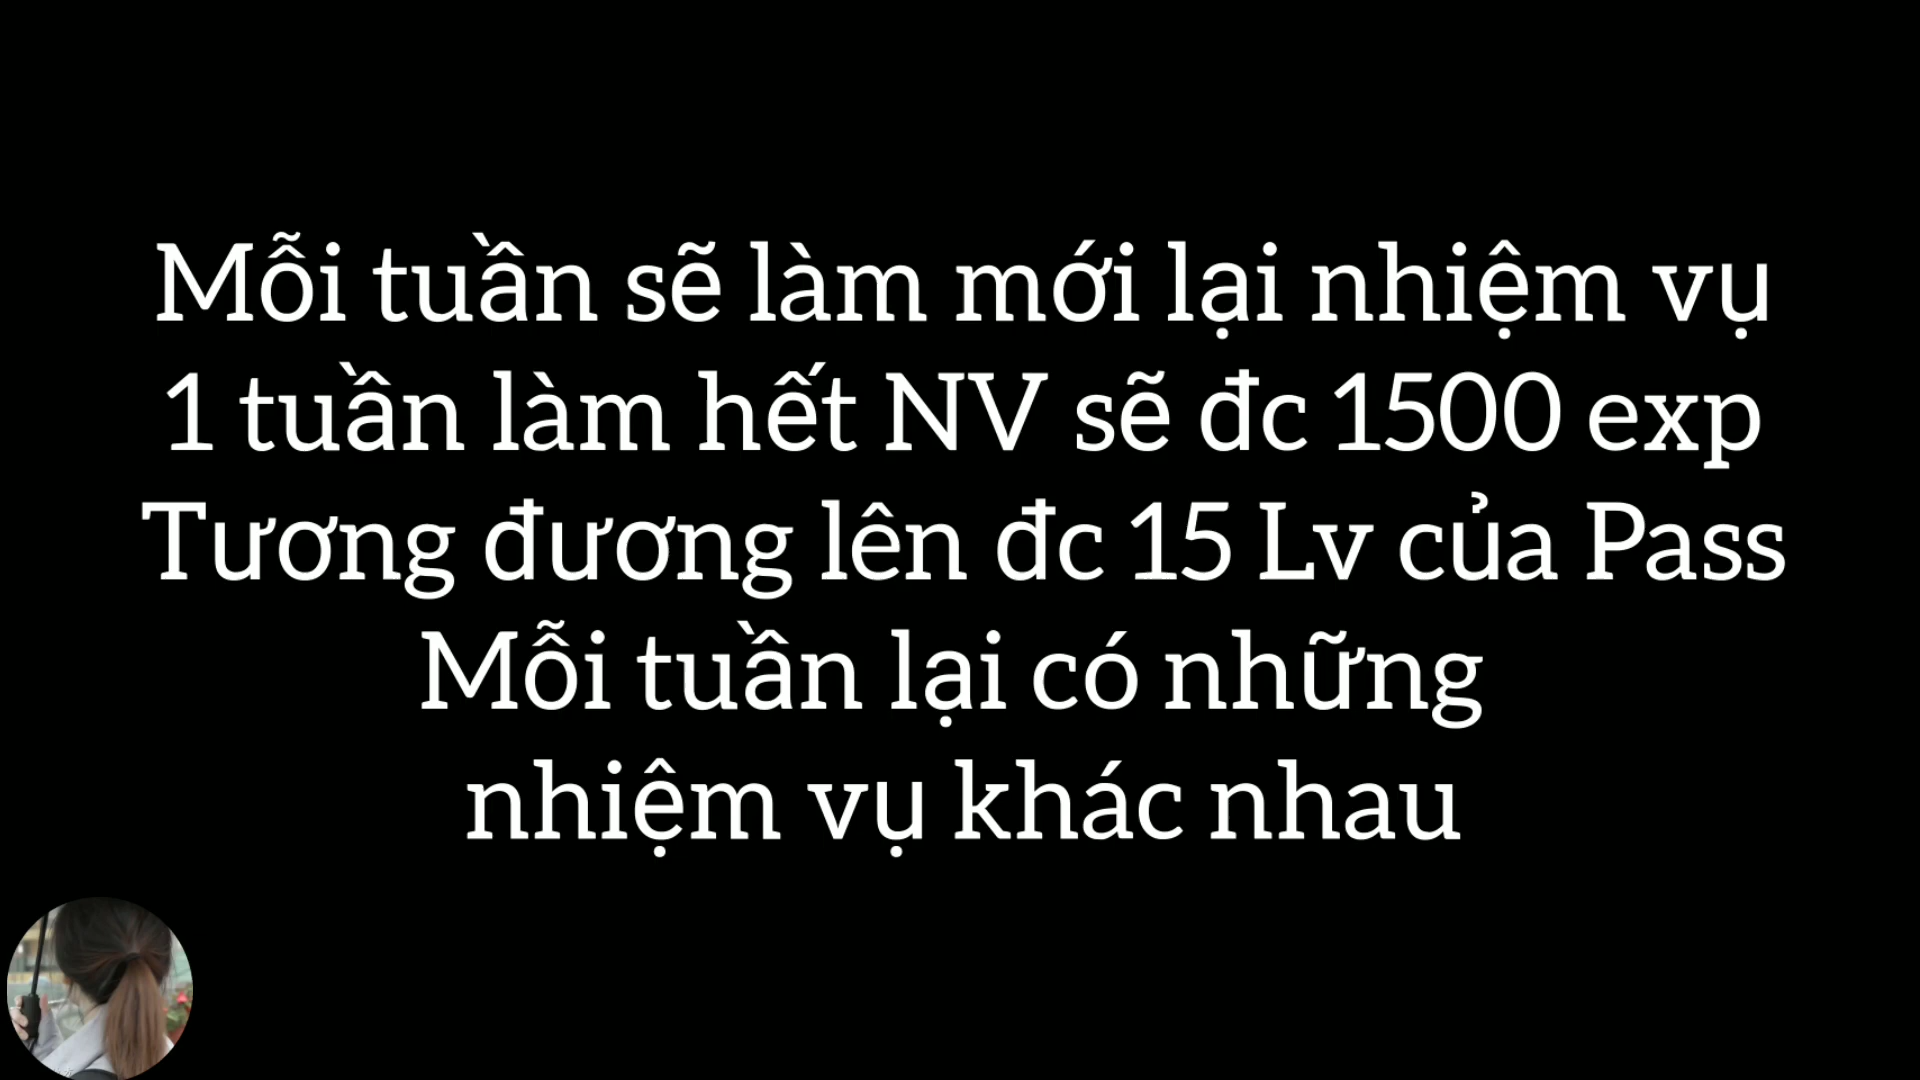 Mỗi tuần sẽ làm mới lại nhiệm vụ
1 tuần làm hết NV sẽ đc 1500 exp
Tương đương lên đc 15 Lv của Pass
Mỗi tuần lại có những
nhiệm vụ khác nhau